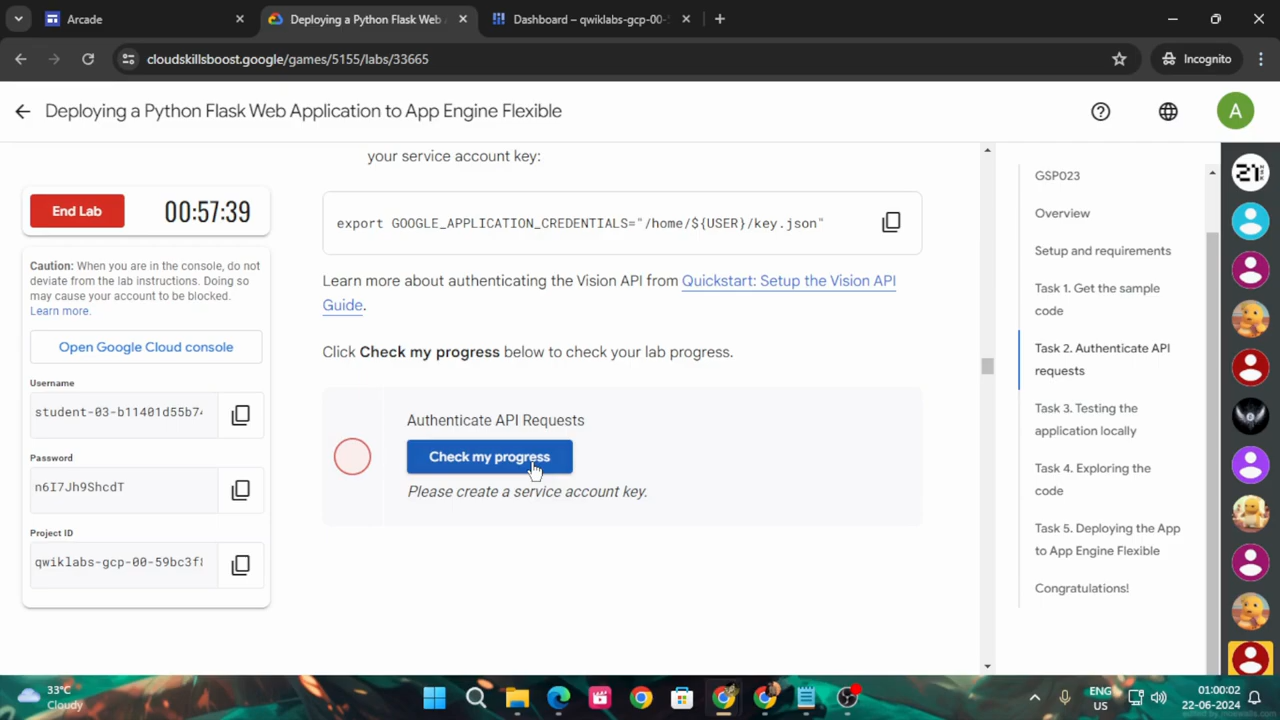 Arcade
Deploying a Python Flask Web
Dashboard – qwiklabs-gcp-00-
cloudskillsboost.google/games/5155/labs/33665
Incognito
Deploying a Python Flask Web Application to App Engine Flexible
A
End Lab
00:57:39
Caution: When you are in the console, do not
deviate from the lab instructions. Doing so
may cause your account to be blocked.
Learn more.
Open Google Cloud console
Username
student-03-b11401d55b74
Password
n6I7Jh9ShcdT
Project ID
qwiklabs-gcp-00-59bc3f8
your service account key:
export GOOGLE_APPLICATION_CREDENTIALS="/home/${USER}/key.json"
Learn more about authenticating the Vision API from Quickstart: Setup the Vision API
Guide.
Click Check my progress below to check your lab progress.
Authenticate API Requests
Check my progress
Please create a service account key.
GSP023
Overview
Setup and requirements
Task 1. Get the sample
code
Task 2. Authenticate API
requests
Task 3. Testing the
application locally
Task 4. Exploring the
code
Task 5. Deploying the App
to App Engine Flexible
Congratulations!
33°C
Cloudy
ENG
US
01:00:02
22-06-2024